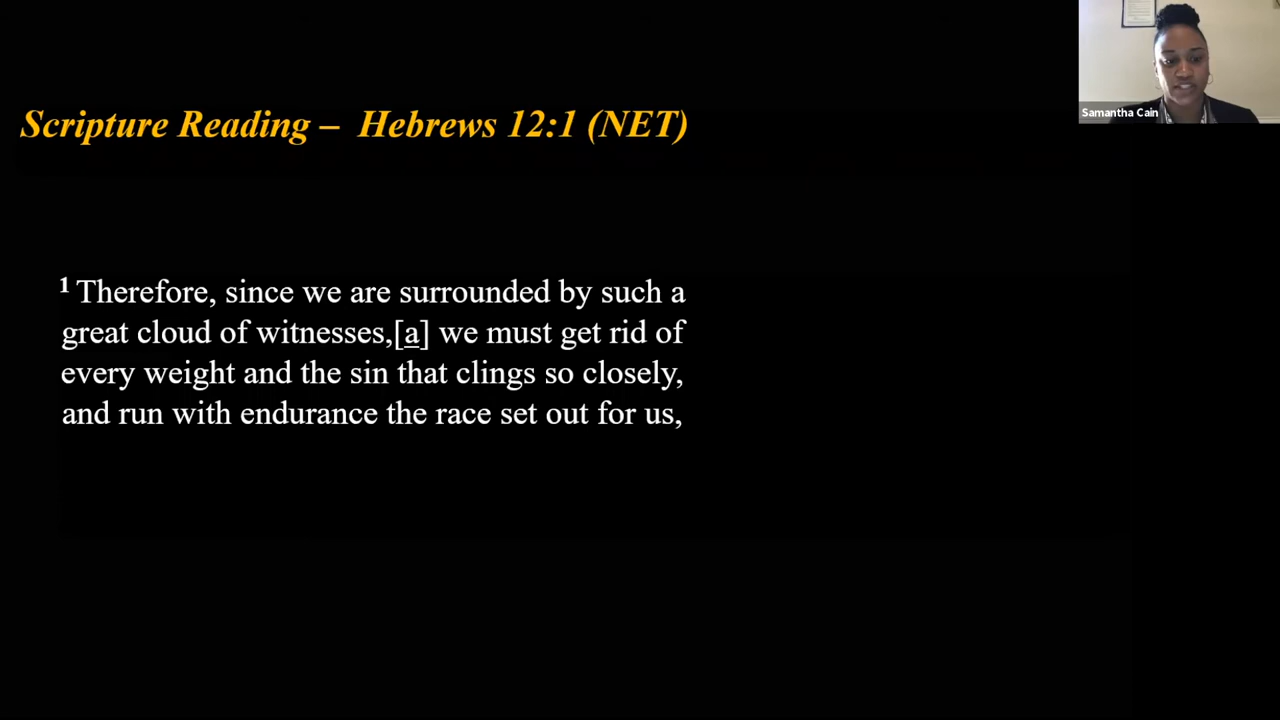 Samantha Cain
Scripture Reading – Hebrews 12:1 (NET)
1 Therefore, since we are surrounded by such a
great cloud of witnesses,[a] we must get rid of
every weight and the sin that clings so closely,
and run with endurance the race set out for us,